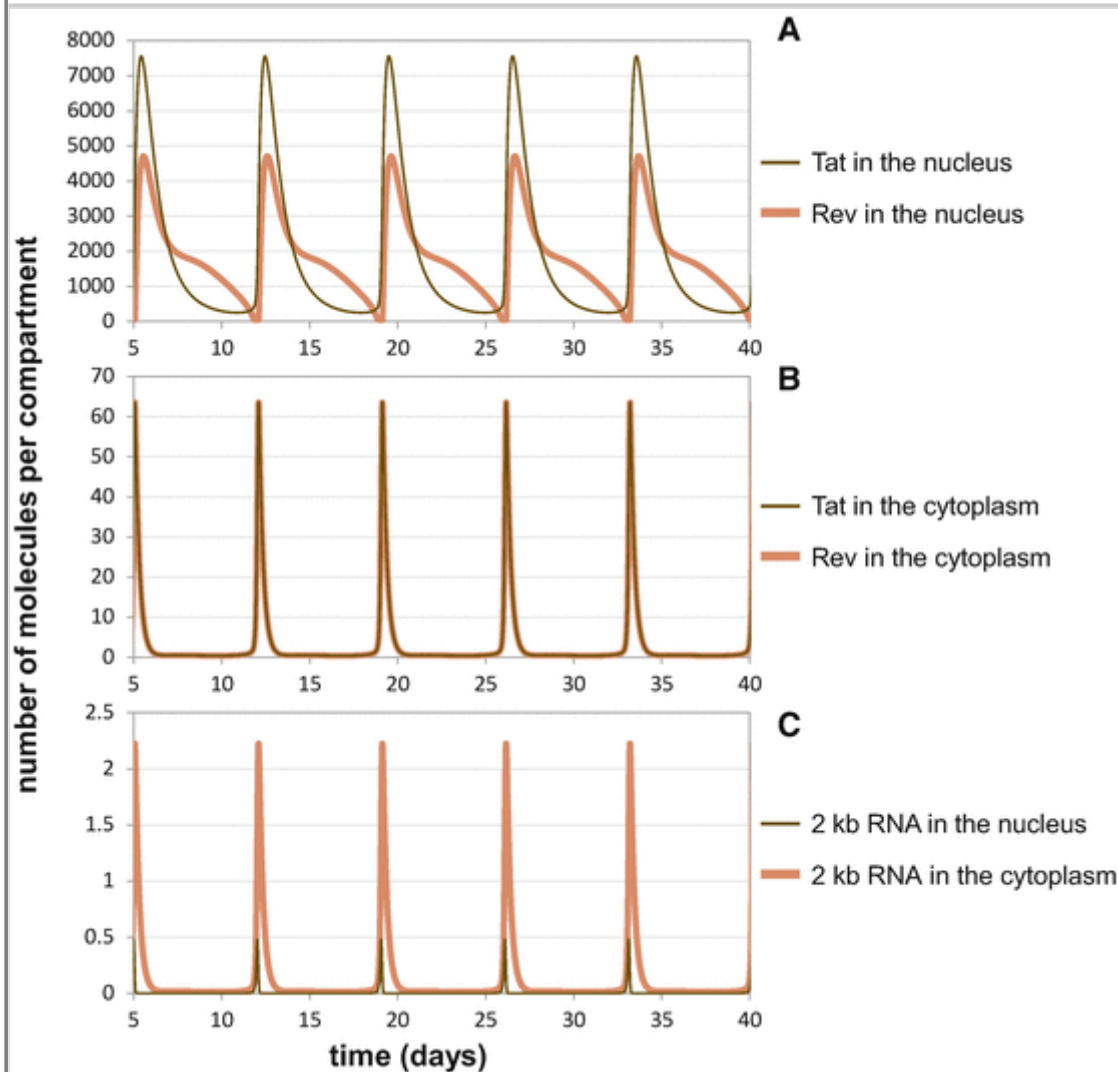 A
8000
7000
6000
5000
4000
3000
2000
1000
0
5 10 15 20 25 30 35 40
Tat in the nucleus
Rev in the nucleus
number of molecules per compartment
B
70
60
50
40
30
20
10
0
5 10 15 20 25 30 35 40
Tat in the cytoplasm
Rev in the cytoplasm
C
2.5
2
1.5
1
0.5
0
5 10 15 20 25 30 35 40
2 kb RNA in the nucleus
2 kb RNA in the cytoplasm
time (days)